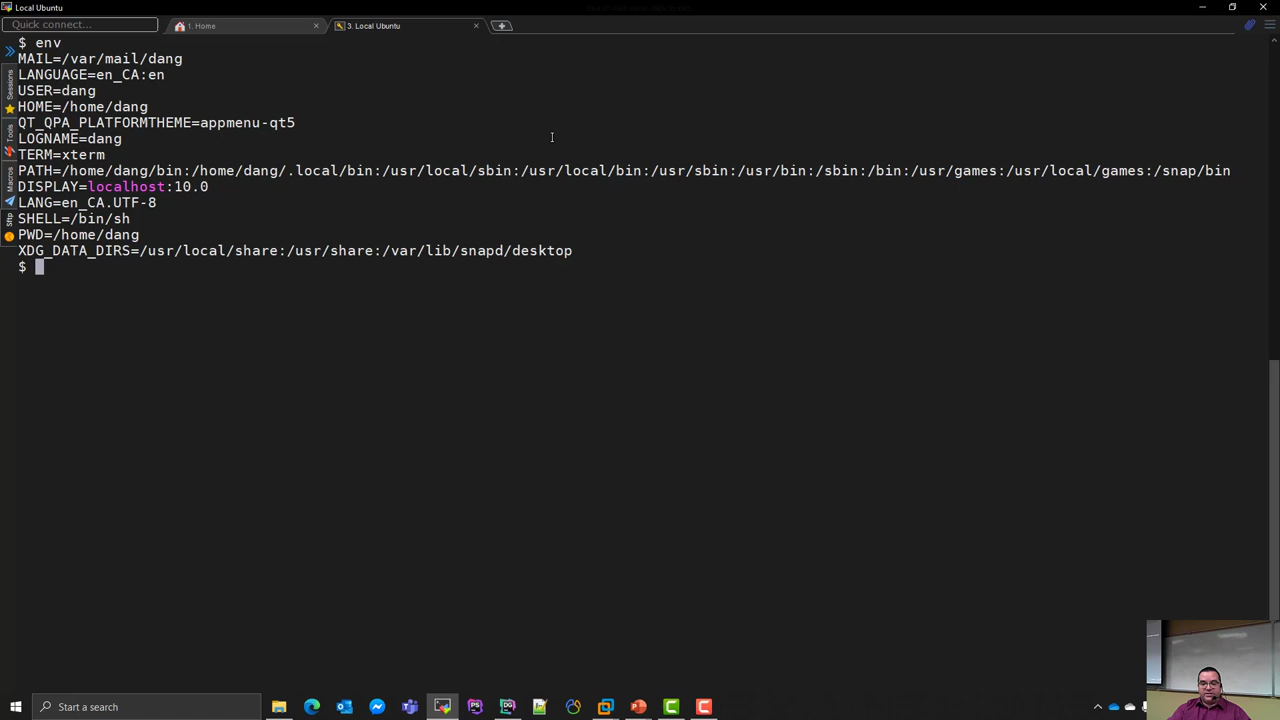 Local Ubuntu
Quick connect...
1. Home
3. Local Ubuntu
Sessions
Tools
Macros
Sftp
$ env
MAIL=/var/mail/dang
LANGUAGE=en_CA:en
USER=dang
HOME=/home/dang
QT_QPA_PLATFORMTHEME=appmenu-qt5
LOGNAME=dang
TERM=xterm
PATH=/home/dang/bin:/home/dang/.local/bin:/usr/local/sbin:/usr/local/bin:/usr/sbin:/usr/bin:/sbin:/bin:/usr/games:/usr/local/games:/snap/bin
DISPLAY=localhost:10.0
LANG=en_CA.UTF-8
SHELL=/bin/sh
PWD=/home/dang
XDG_DATA_DIRS=/usr/local/share:/usr/share:/var/lib/snapd/desktop
$
Start a search